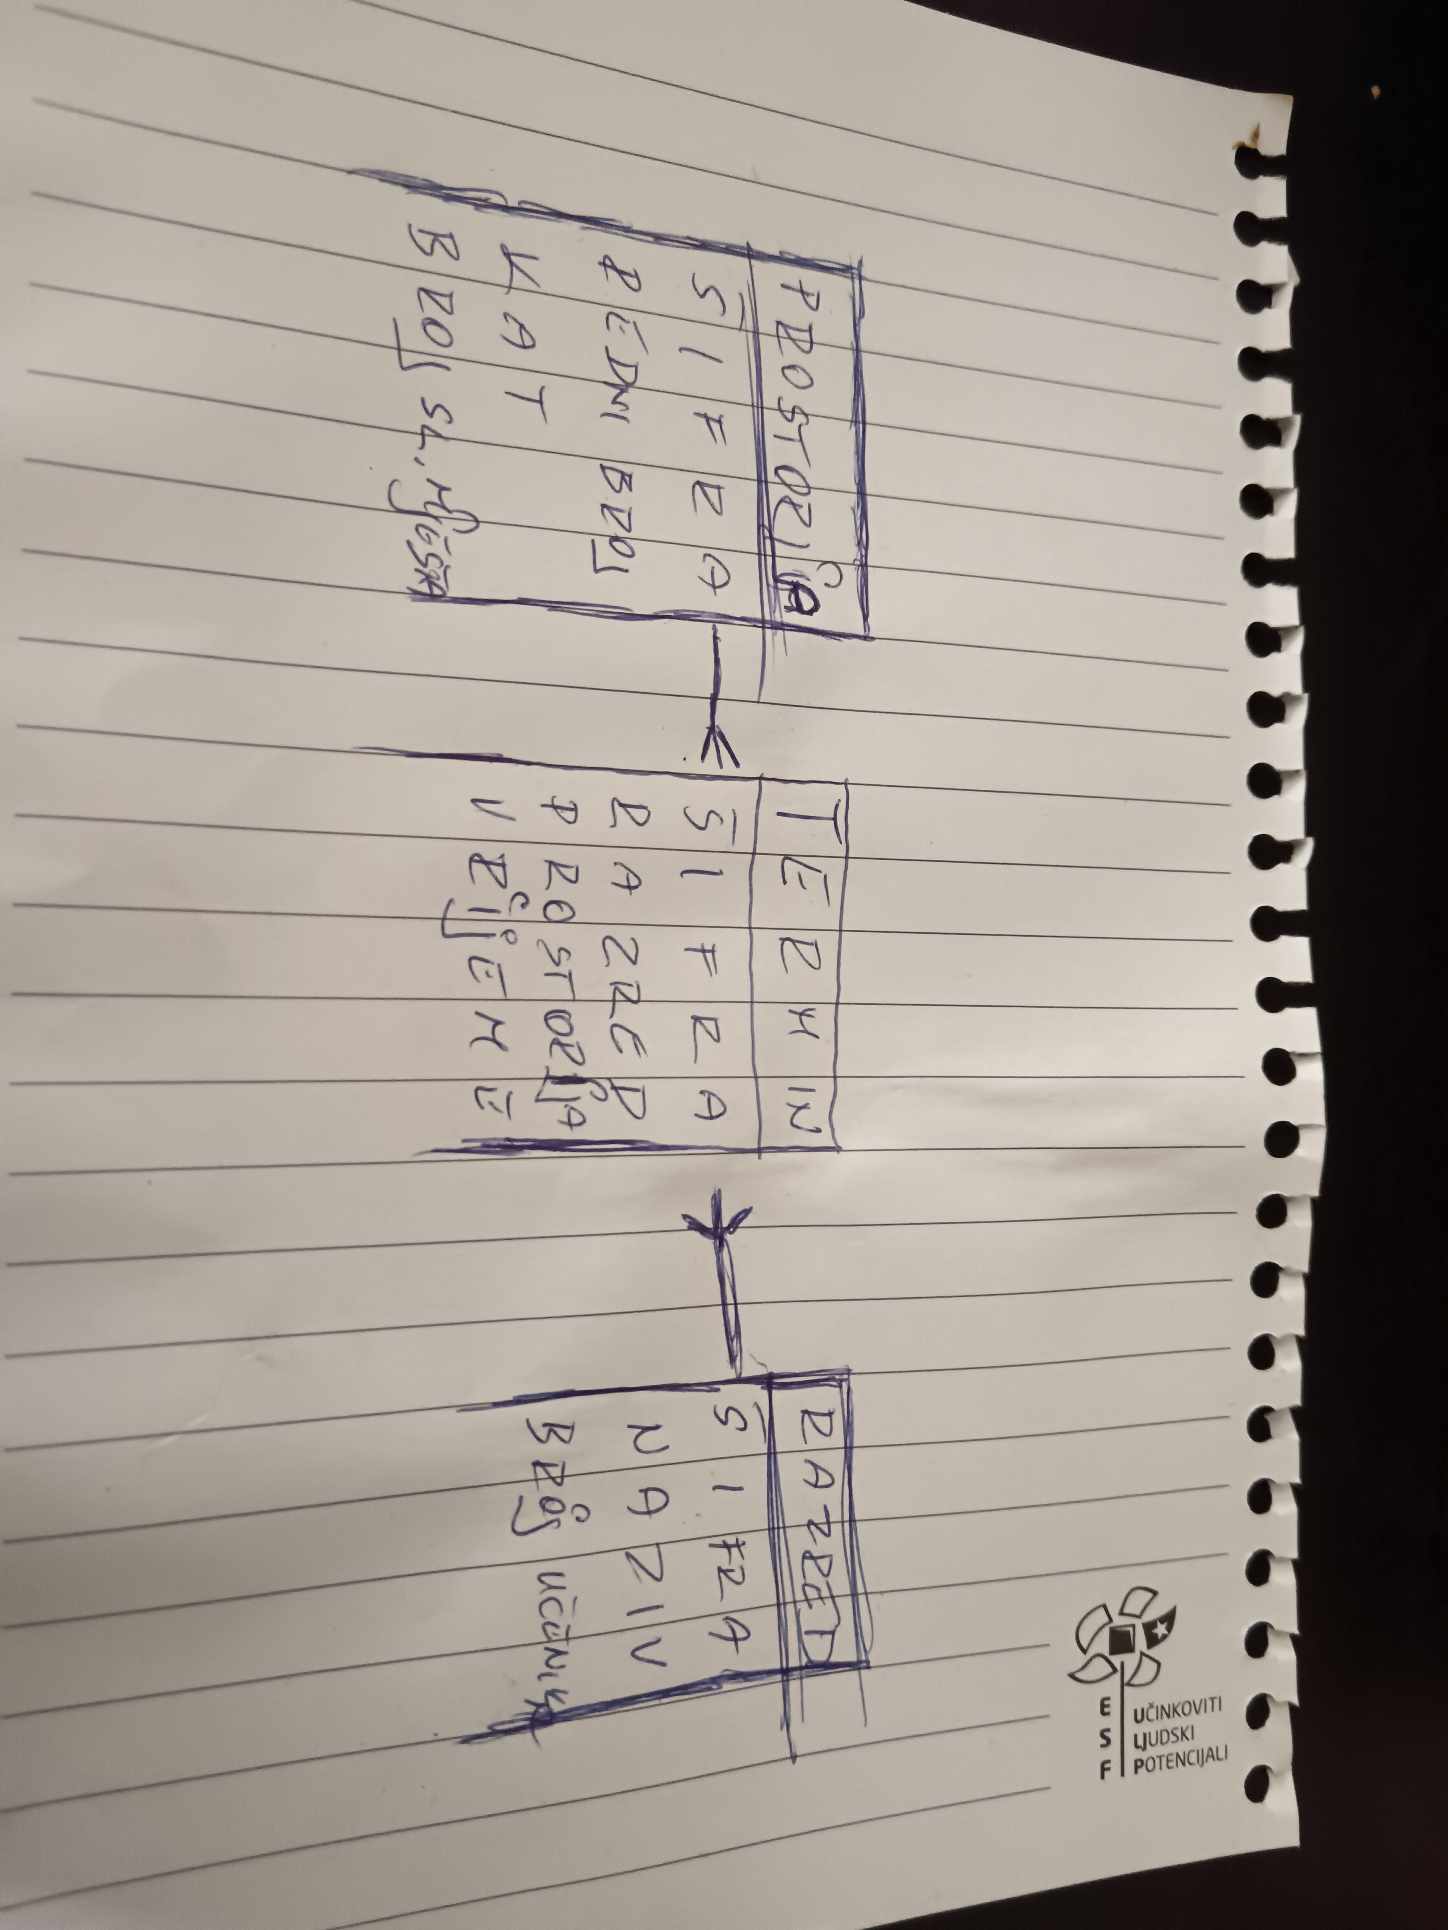 E UČINKOVITI
S LJUDSKI
F POTENCIJALI
PROSTORIJA
ŠIFRA
REDNI BROJ
KAT
BROJ SL. MJESTA
TERMIN
ŠIFRA
RAZRED
PROSTORIJA
VRIJEME
RAZRED
ŠIFRA
NAZIV
BROJ UČENIKA